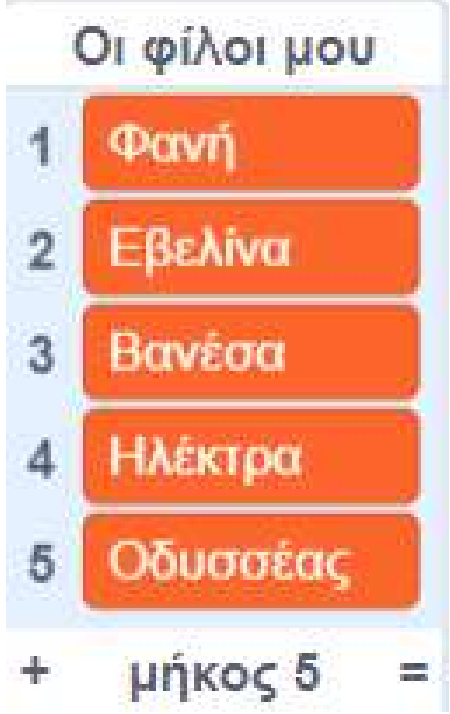 Οι φίλοι μου
1 Φανή
2 Εβελίνα
3 Βανέσα
4 Ηλέκτρα
5 Οδυσσέας
+ μήκος 5 =